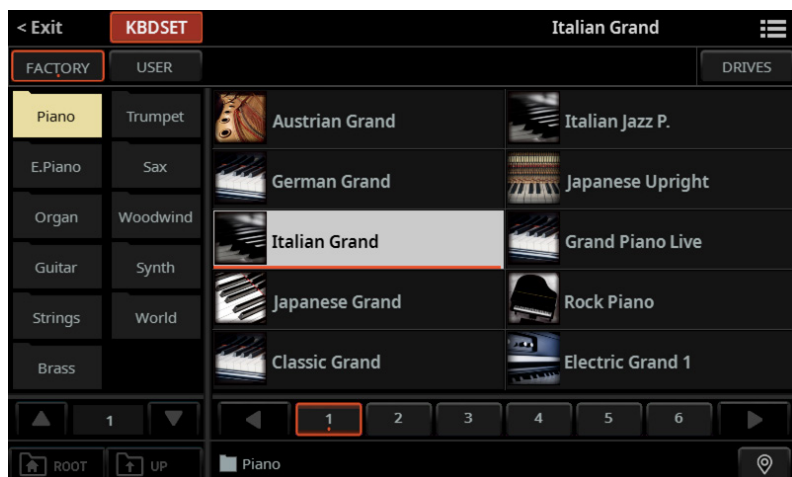 < Exit KBDSET Italian Grand
FACTORY USER DRIVES
Piano Trumpet Austrian Grand Italian Jazz P.
E.Piano Sax German Grand Japanese Upright
Organ Woodwind Italian Grand Grand Piano Live
Guitar Synth Japanese Grand Rock Piano
Strings World Classic Grand Electric Grand 1
Brass
1 1 2 3 4 5 6
ROOT UP Piano